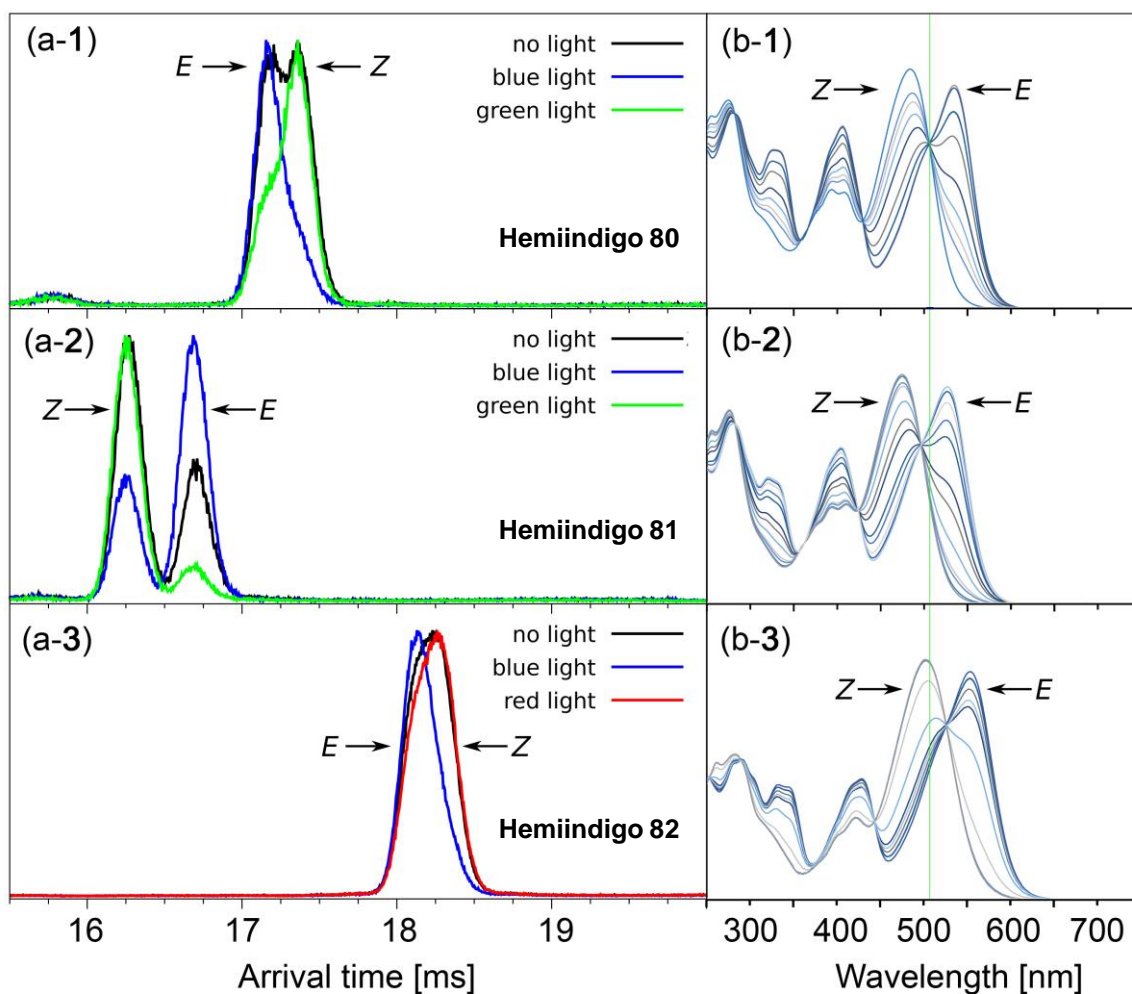 (a-1)
E
Z
no light
blue light
green light
Hemiindigo 80
(b-1)
Z
E
(a-2)
Z
E
no light
blue light
green light
Hemiindigo 81
(b-2)
Z
E
(a-3)
E
Z
no light
blue light
red light
Hemiindigo 82
(b-3)
Z
E
16 17 18 19
Arrival time [ms]
300 400 500 600 700
Wavelength [nm]